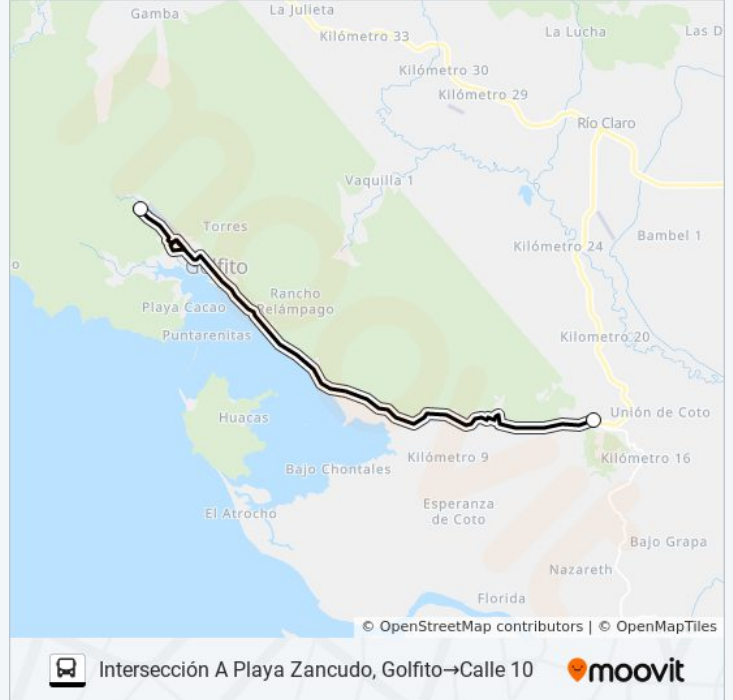 Gamba
La Julieta
Kilómetro 33
La Lucha
Las D
Kilómetro 30
Kilómetro 29
Río Claro
Vaquilla 1
Torres
Kilómetro 24
Bambel 1
Golfito
o
Rancho
Relámpago
Playa Cacao
Puntarenitas
Kilometro 20
Huacas
Unión de Coto
Kilómetro 9
Kilómetro 16
Bajo Chontales
El Atrocho
Esperanza
de Coto
Bajo Grapa
Nazareth
Florida
© OpenStreetMap contributors | © OpenMapTiles
Intersección A Playa Zancudo, Golfito→Calle 10
moovit